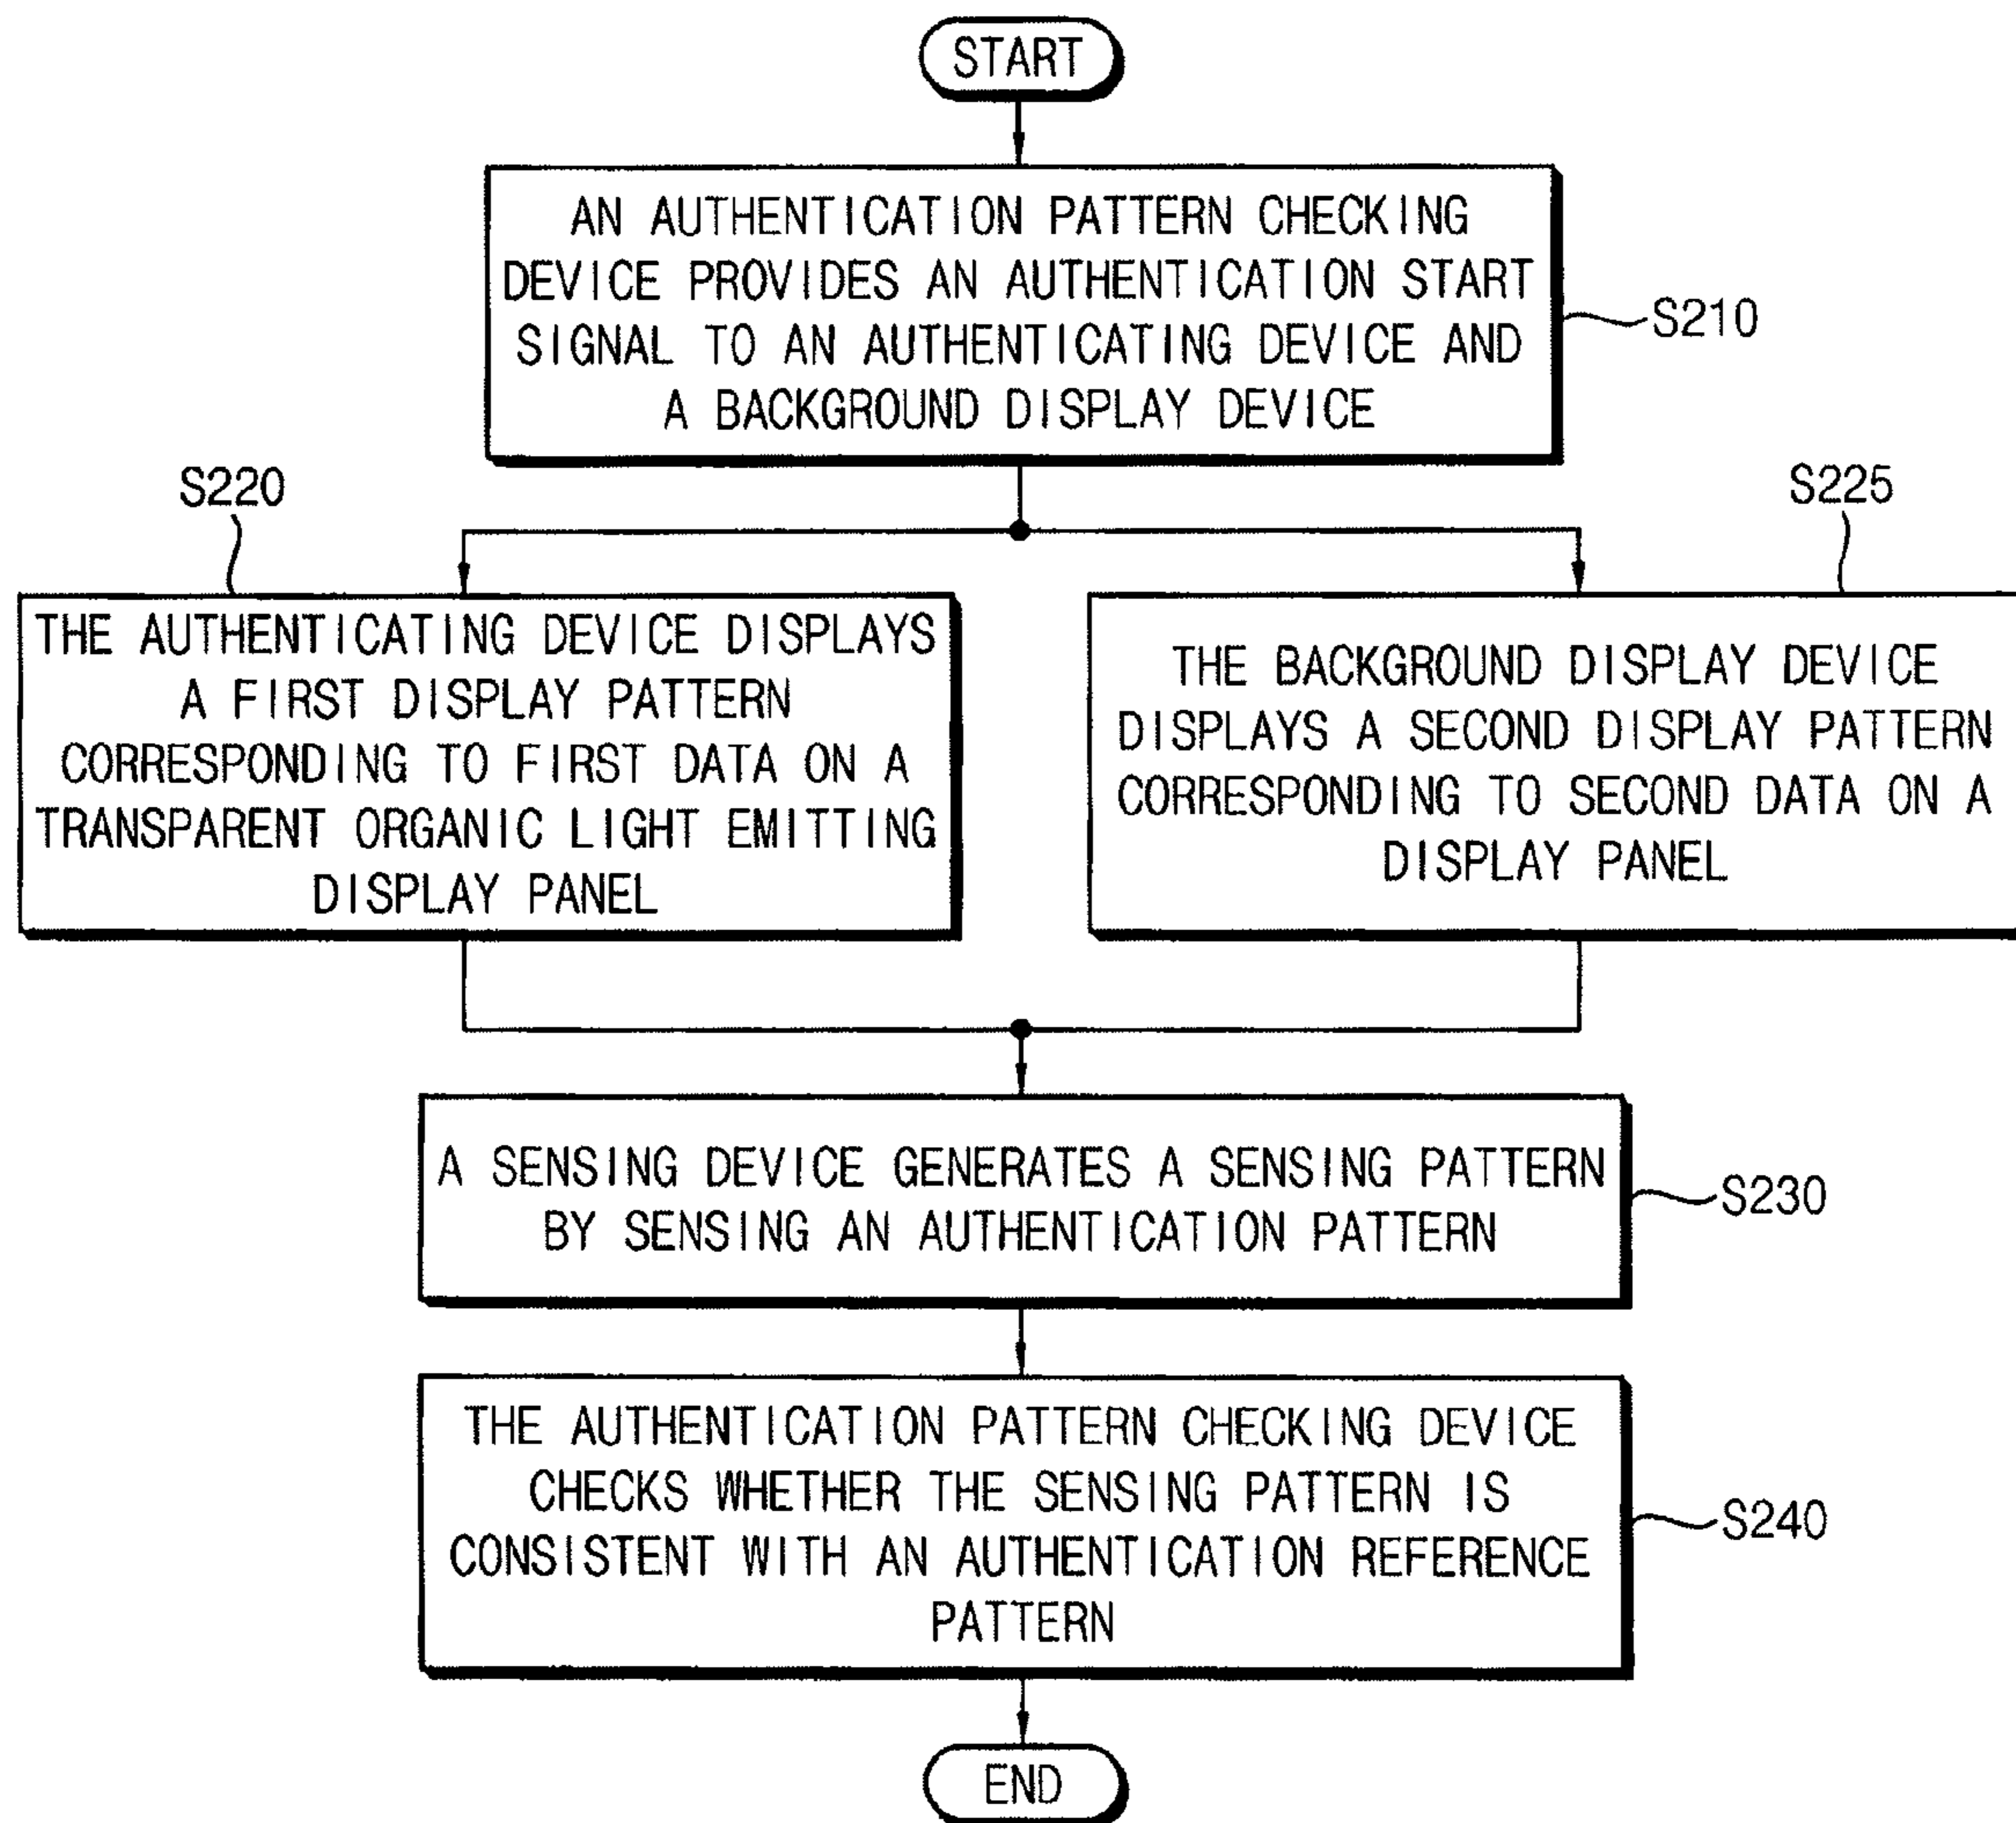 START
AN AUTHENTICATION PATTERN CHECKING
DEVICE PROVIDES AN AUTHENTICATION START
SIGNAL TO AN AUTHENTICATING DEVICE AND
A BACKGROUND DISPLAY DEVICE
S210
S220
THE AUTHENTICATING DEVICE DISPLAYS
A FIRST DISPLAY PATTERN
CORRESPONDING TO FIRST DATA ON A
TRANSPARENT ORGANIC LIGHT EMITTING
DISPLAY PANEL
S225
THE BACKGROUND DISPLAY DEVICE
DISPLAYS A SECOND DISPLAY PATTERN
CORRESPONDING TO SECOND DATA ON A
DISPLAY PANEL
A SENSING DEVICE GENERATES A SENSING PATTERN
BY SENSING AN AUTHENTICATION PATTERN
S230
THE AUTHENTICATION PATTERN CHECKING DEVICE
CHECKS WHETHER THE SENSING PATTERN IS
CONSISTENT WITH AN AUTHENTICATION REFERENCE
PATTERN
S240
END